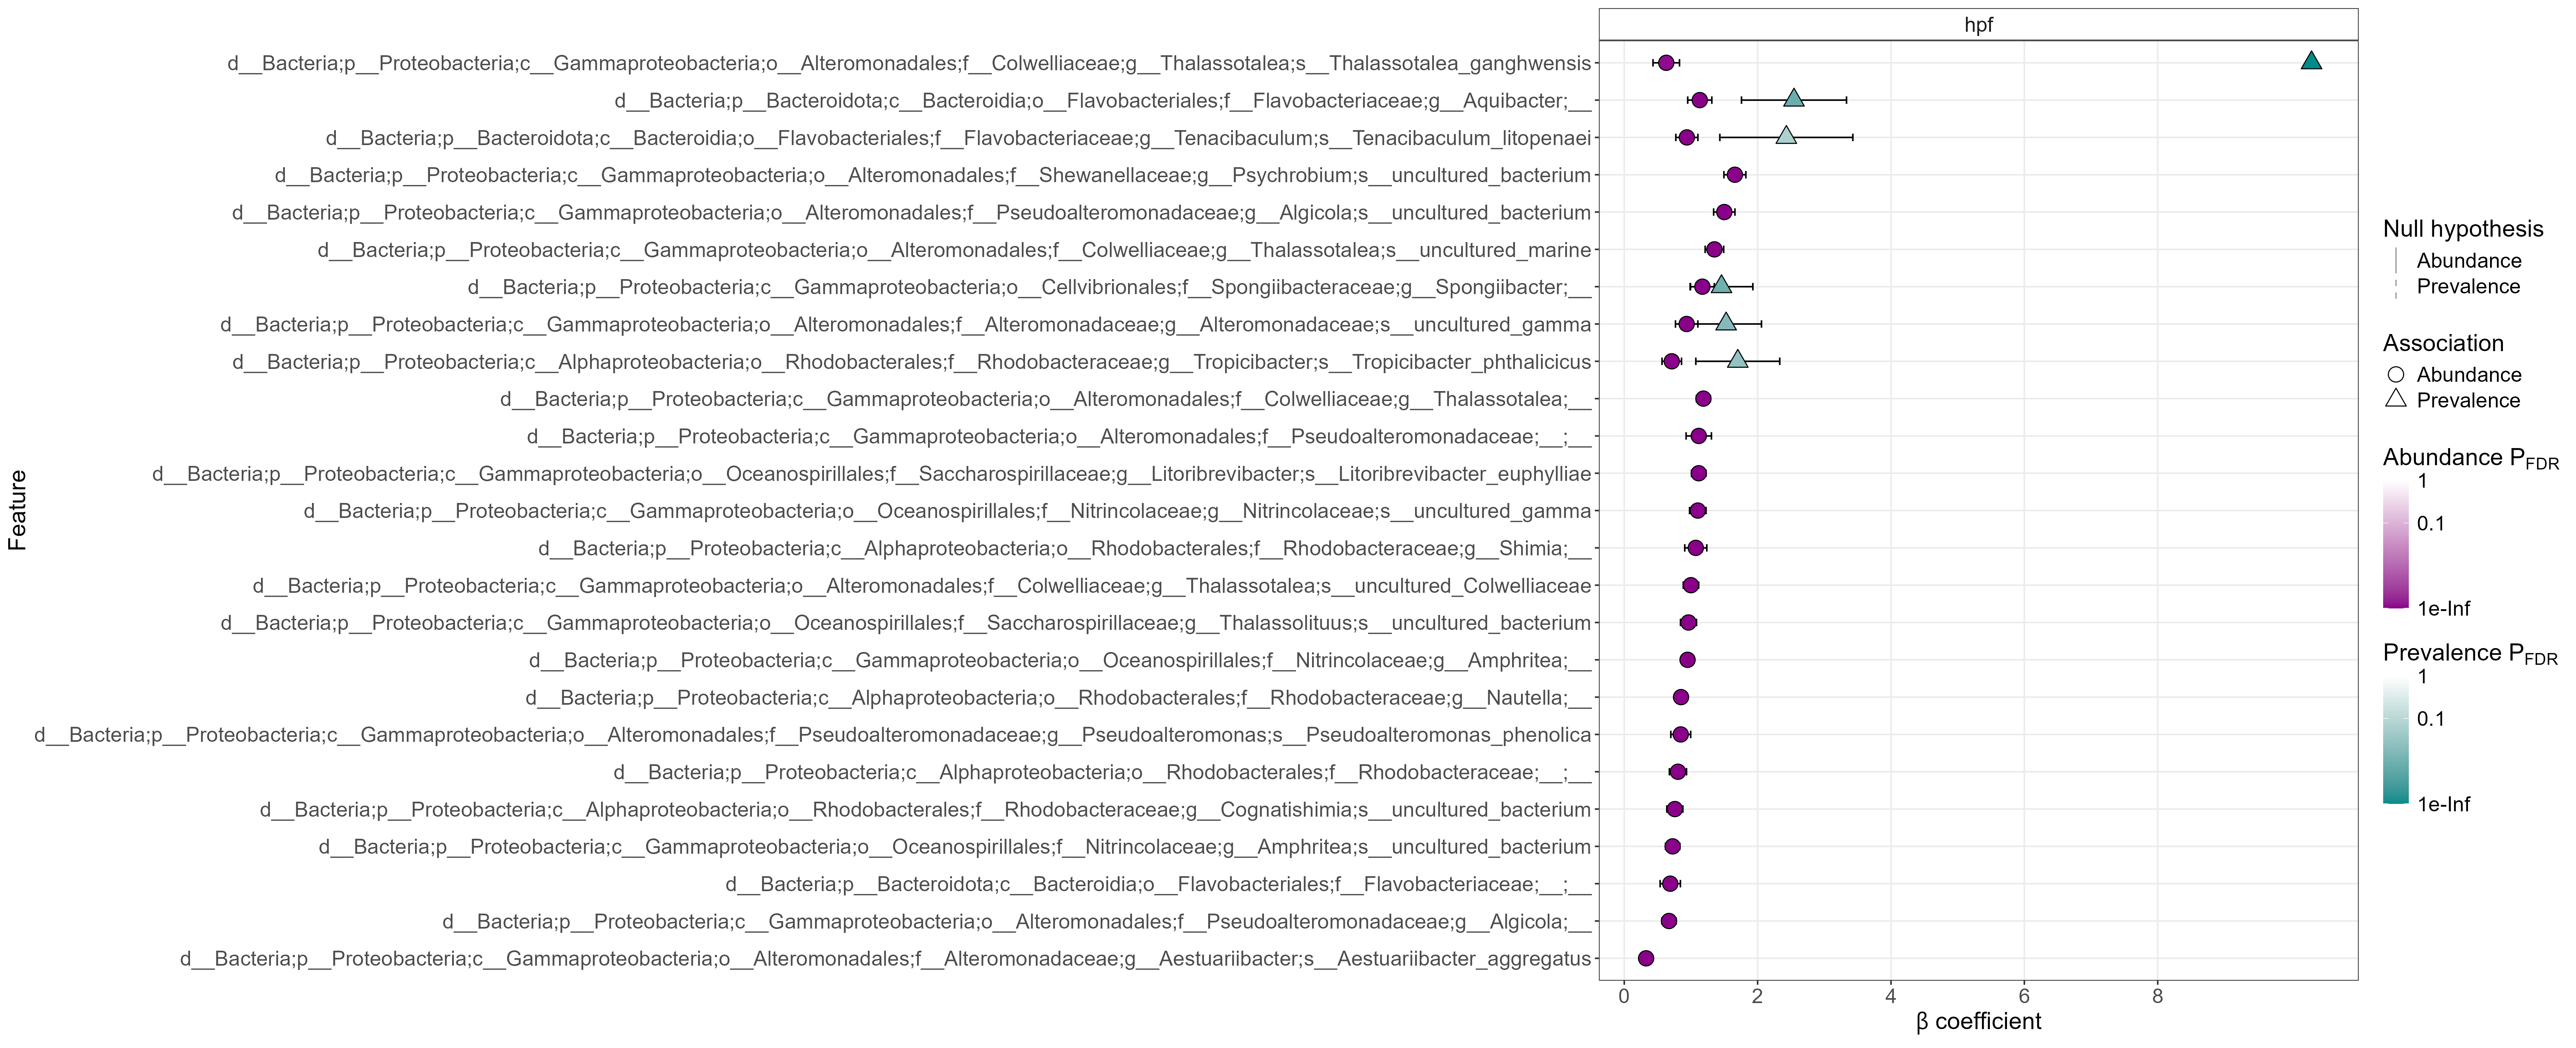 hpf
d__Bacteria;p__Proteobacteria;c__Gammaproteobacteria;o__Alteromonadales;f__Colwelliaceae;g__Thalassotalea;s__Thalassotalea_ganghwensis
d__Bacteria;p__Bacteroidota;c__Bacteroidia;o__Flavobacteriales;f__Flavobacteriaceae;g__Aquibacter;__
d__Bacteria;p__Bacteroidota;c__Bacteroidia;o__Flavobacteriales;f__Flavobacteriaceae;g__Tenacibaculum;s__Tenacibaculum_litopenaei
d__Bacteria;p__Proteobacteria;c__Gammaproteobacteria;o__Alteromonadales;f__Shewanellaceae;g__Psychrobium;s__uncultured_bacterium
d__Bacteria;p__Proteobacteria;c__Gammaproteobacteria;o__Alteromonadales;f__Pseudoalteromonadaceae;g__Algicola;s__uncultured_bacterium
d__Bacteria;p__Proteobacteria;c__Gammaproteobacteria;o__Alteromonadales;f__Colwelliaceae;g__Thalassotalea;s__uncultured_marine
d__Bacteria;p__Proteobacteria;c__Gammaproteobacteria;o__Cellvibrionales;f__Spongiibacteraceae;g__Spongiibacter;__
d__Bacteria;p__Proteobacteria;c__Gammaproteobacteria;o__Alteromonadales;f__Alteromonadaceae;g__Alteromonadaceae;s__uncultured_gamma
d__Bacteria;p__Proteobacteria;c__Alphaproteobacteria;o__Rhodobacterales;f__Rhodobacteraceae;g__Tropicibacter;s__Tropicibacter_phthalicicus
d__Bacteria;p__Proteobacteria;c__Gammaproteobacteria;o__Alteromonadales;f__Colwelliaceae;g__Thalassotalea;__
d__Bacteria;p__Proteobacteria;c__Gammaproteobacteria;o__Alteromonadales;f__Pseudoalteromonadaceae;__;__
d__Bacteria;p__Proteobacteria;c__Gammaproteobacteria;o__Oceanospirillales;f__Saccharospirillaceae;g__Litoribrevibacter;s__Litoribrevibacter_euphylliae
d__Bacteria;p__Proteobacteria;c__Gammaproteobacteria;o__Oceanospirillales;f__Nitrincolaceae;g__Nitrincolaceae;s__uncultured_gamma
d__Bacteria;p__Proteobacteria;c__Alphaproteobacteria;o__Rhodobacterales;f__Rhodobacteraceae;g__Shimia;__
d__Bacteria;p__Proteobacteria;c__Gammaproteobacteria;o__Alteromonadales;f__Colwelliaceae;g__Thalassotalea;s__uncultured_Colwelliaceae
d__Bacteria;p__Proteobacteria;c__Gammaproteobacteria;o__Oceanospirillales;f__Saccharospirillaceae;g__Thalassolituus;s__uncultured_bacterium
d__Bacteria;p__Proteobacteria;c__Gammaproteobacteria;o__Oceanospirillales;f__Nitrincolaceae;g__Amphritea;__
d__Bacteria;p__Proteobacteria;c__Alphaproteobacteria;o__Rhodobacterales;f__Rhodobacteraceae;g__Nautella;__
d__Bacteria;p__Proteobacteria;c__Gammaproteobacteria;o__Alteromonadales;f__Pseudoalteromonadaceae;g__Pseudoalteromonas;s__Pseudoalteromonas_phenolica
d__Bacteria;p__Proteobacteria;c__Alphaproteobacteria;o__Rhodobacterales;f__Rhodobacteraceae;__;__
d__Bacteria;p__Proteobacteria;c__Alphaproteobacteria;o__Rhodobacterales;f__Rhodobacteraceae;g__Cognatishimia;s__uncultured_bacterium
d__Bacteria;p__Proteobacteria;c__Gammaproteobacteria;o__Oceanospirillales;f__Nitrincolaceae;g__Amphritea;s__uncultured_bacterium
d__Bacteria;p__Bacteroidota;c__Bacteroidia;o__Flavobacteriales;f__Flavobacteriaceae;__;__
d__Bacteria;p__Proteobacteria;c__Gammaproteobacteria;o__Alteromonadales;f__Pseudoalteromonadaceae;g__Algicola;__
d__Bacteria;p__Proteobacteria;c__Gammaproteobacteria;o__Alteromonadales;f__Alteromonadaceae;g__Aestuariibacter;s__Aestuariibacter_aggregatus
Feature
0 2 4 6 8
β coefficient
Null hypothesis
Abundance
Prevalence
Association
Abundance
Prevalence
Abundance PFDR
1
0.1
1e-Inf
Prevalence PFDR
1
0.1
1e-Inf